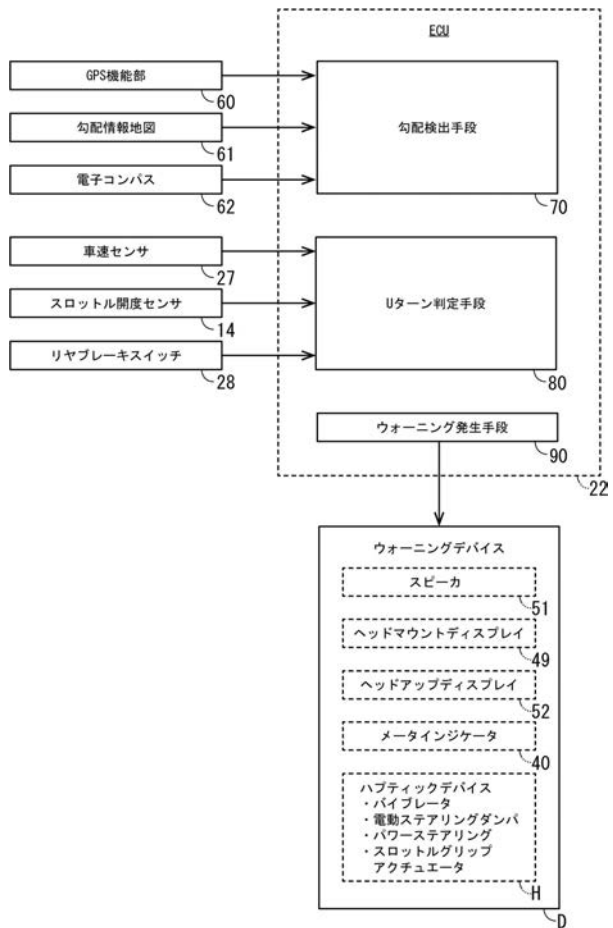 ECU
GPS機能部
60
勾配情報地図
61
電子コンパス
62
勾配検出手段
70
車速センサ
27
スロットル開度センサ
14
リヤブレーキスイッチ
28
Uターン判定手段
80
ウォーニング発生手段
90
22
ウォーニングデバイス
スピーカ
51
ヘッドマウントディスプレイ
49
ヘッドアップディスプレイ
52
メータインジケータ
40
ハプティックデバイス
・バイブレータ
・電動ステアリングダンパ
・パワーステアリング
・スロットルグリップ
アクチュエータ
H
D